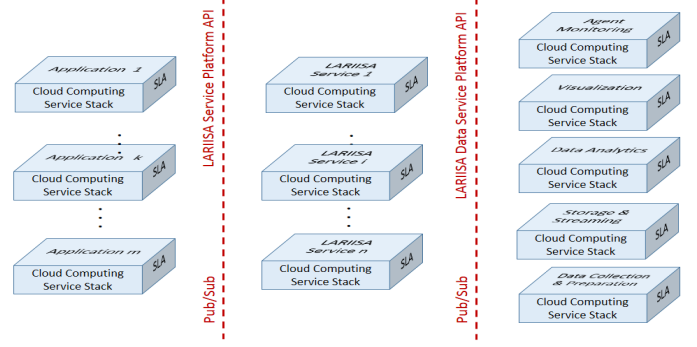 Application 1
SLA
Cloud Computing
Service Stack
Application k
SLA
Cloud Computing
Service Stack
Application m
SLA
Cloud Computing
Service Stack
LARIISA Service Platform API
Pub/Sub
LARIISA
Service 1
SLA
Cloud Computing
Service Stack
LARIISA
Service i
SLA
Cloud Computing
Service Stack
LARIISA
Service n
SLA
Cloud Computing
Service Stack
LARIISA Data Service Platform API
Pub/Sub
Agent
Monitoring
SLA
Cloud Computing
Service Stack
Visualization
SLA
Cloud Computing
Service Stack
Data Analytics
SLA
Cloud Computing
Service Stack
Storage &
Streaming
SLA
Cloud Computing
Service Stack
Data Collection
& Preparation
SLA
Cloud Computing
Service Stack